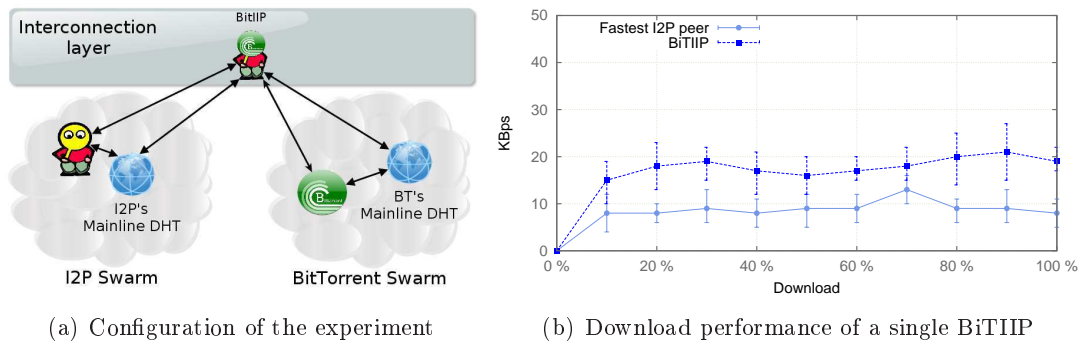 BitIIP
Interconnection
layer
B
I2P's
Mainline DHT
B
BT's
Mainline DHT
I2P Swarm
BitTorrent Swarm
(a) Configuration of the experiment
50
40
30
20
10
0
KBps
Fastest I2P peer
BiTIIP
0 %
20 %
40 %
60 %
80 %
100 %
Download
(b) Download performance of a single BiTIIP